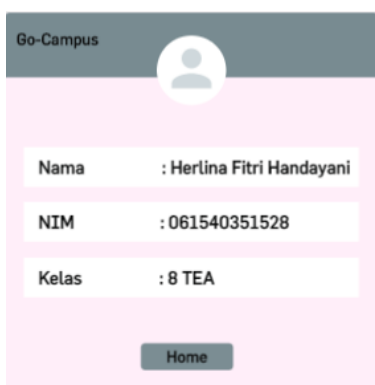 Go-Campus
Nama : Herlina Fitri Handayani
NIM : 061540351528
Kelas : 8 TEA
Home